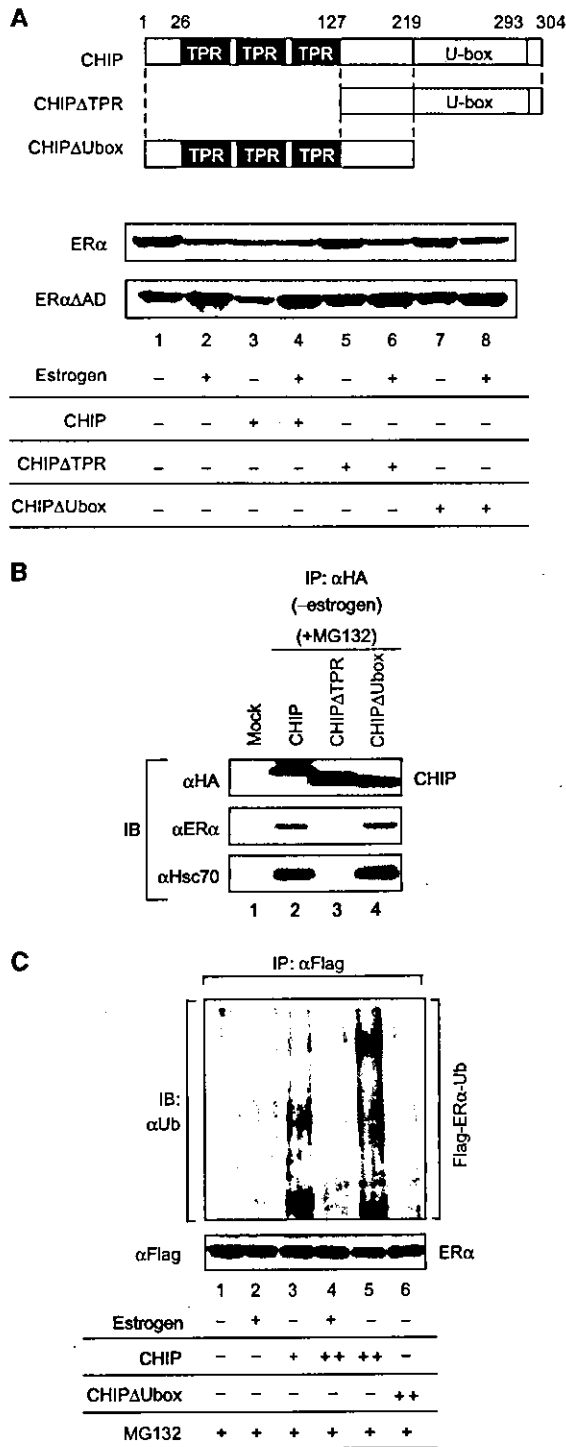 A
1 26 127 219 293 304
CHIP TPR TPR TPR U-box
CHIPΔTPR U-box
CHIPΔUbox TPR TPR TPR
ERα
ERαΔAD
1 2 3 4 5 6 7 8
Estrogen – + – + – + – +
CHIP – – + + – – – –
CHIPΔTPR – – – – + + – –
CHIPΔUbox – – – – – – + +
B
IP: αHA
(–estrogen)
(+MG132)
Mock CHIP CHIPΔTPR CHIPΔUbox
IB αHA CHIP
αERα
αHsc70
1 2 3 4
C
IP: αFlag
IB:
αUb
Flag-ERα-Ub
αFlag ERα
1 2 3 4 5 6
Estrogen – + – + – –
CHIP – – + ++ ++ –
CHIPΔUbox – – – – – ++
MG132 + + + + + +